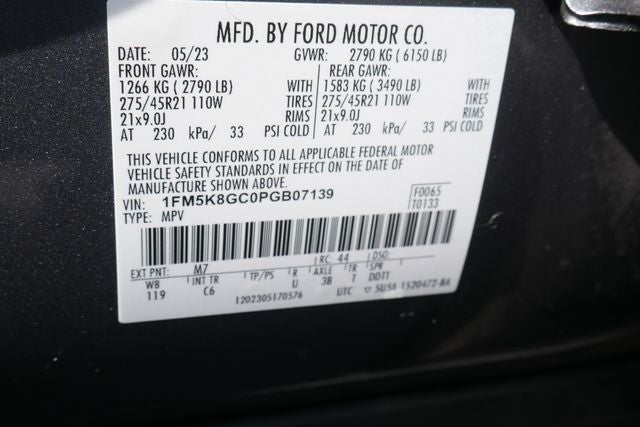 MFD. BY FORD MOTOR CO.
DATE: 05/23 GVWR: 2790 KG ( 6150 LB)
FRONT GAWR: REAR GAWR:
1266 KG ( 2790 LB) WITH 1583 KG ( 3490 LB) WITH
275/45R21 110W TIRES 275/45R21 110W TIRES
21x9.0J RIMS 21x9.0J RIMS
AT 230 kPa/ 33 PSI COLD AT 230 kPa/ 33 PSI COLD
THIS VEHICLE CONFORMS TO ALL APPLICABLE FEDERAL MOTOR
VEHICLE SAFETY STANDARDS IN EFFECT ON THE DATE OF
MANUFACTURE SHOWN ABOVE.
VIN: 1FM5K8GC0PGB07139 F0065
TYPE: MPV T0133
EXT PNT: M7 RC: 44 DSO:
WB INT TR TP/PS R AXLE TR SPR
119 C6 U 3B T DDTT
1202305170576 UTC SU5A-1520472-BA